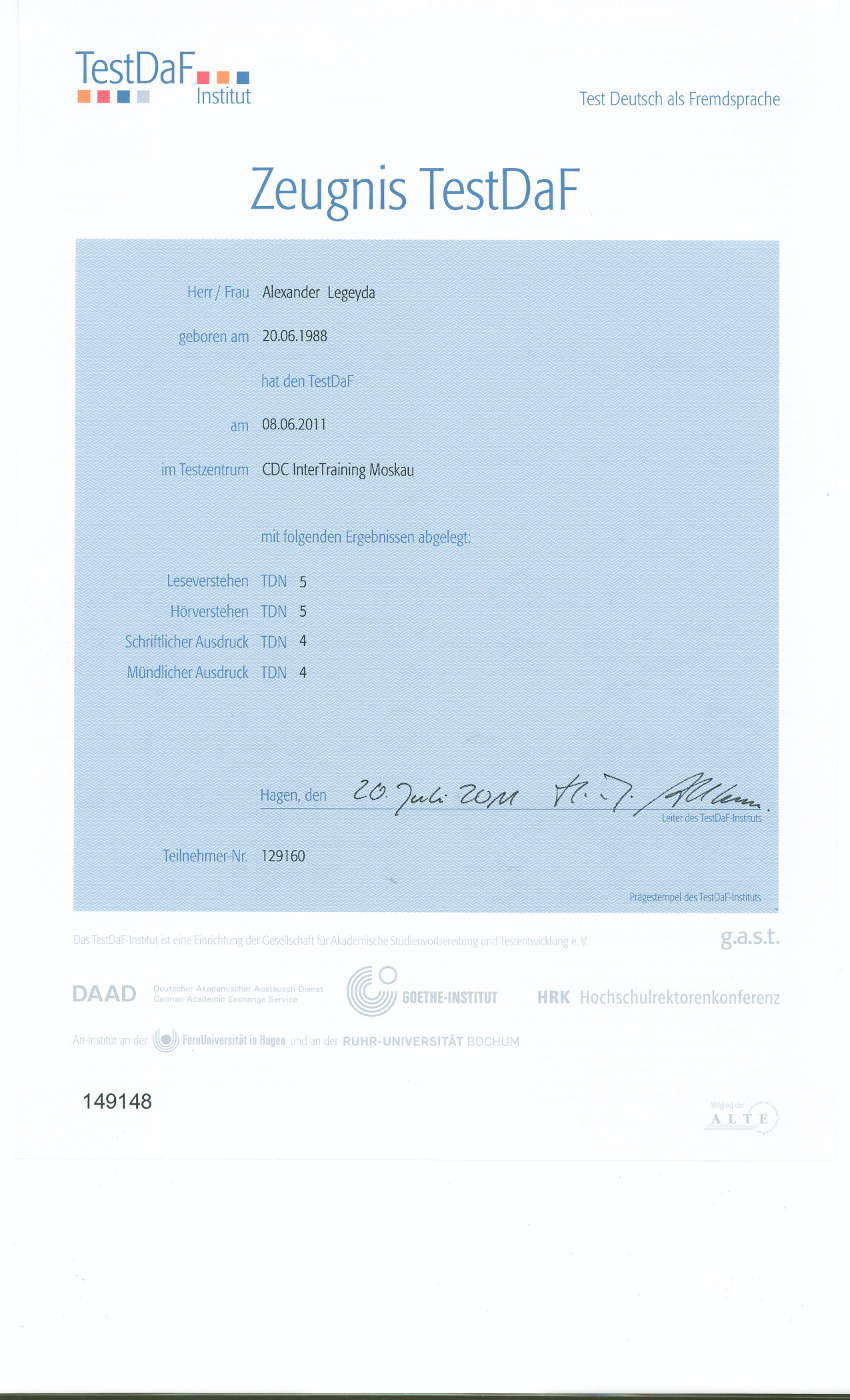 TestDaF
Institut
Test Deutsch als Fremdsprache
Zeugnis TestDaF
Herr / Frau Alexander Legeyda
geboren am 20.06.1988
hat den TestDaF
am 08.06.2011
im Testzentrum CDC InterTraining Moskau
mit folgenden Ergebnissen abgelegt:
Leseverstehen TDN 5
Hörverstehen TDN 5
Schriftlicher Ausdruck TDN 4
Mündlicher Ausdruck TDN 4
Hagen, den 20. Juli 2011
Leiter des TestDaF-Instituts
Teilnehmer-Nr. 129160
Prägestempel des TestDaF-Instituts
Das TestDaF-Institut ist eine Einrichtung der Gesellschaft für Akademische Studienvorbereitung und Testentwicklung e. V.
g.a.s.t.
DAAD Deutscher Akademischer Austausch Dienst
German Academic Exchange Service
GOETHE-INSTITUT
HRK Hochschulrektorenkonferenz
An-Institut an der FernUniversität in Hagen und an der RUHR-UNIVERSITÄT BOCHUM
149148
Mitglied der
ALTE